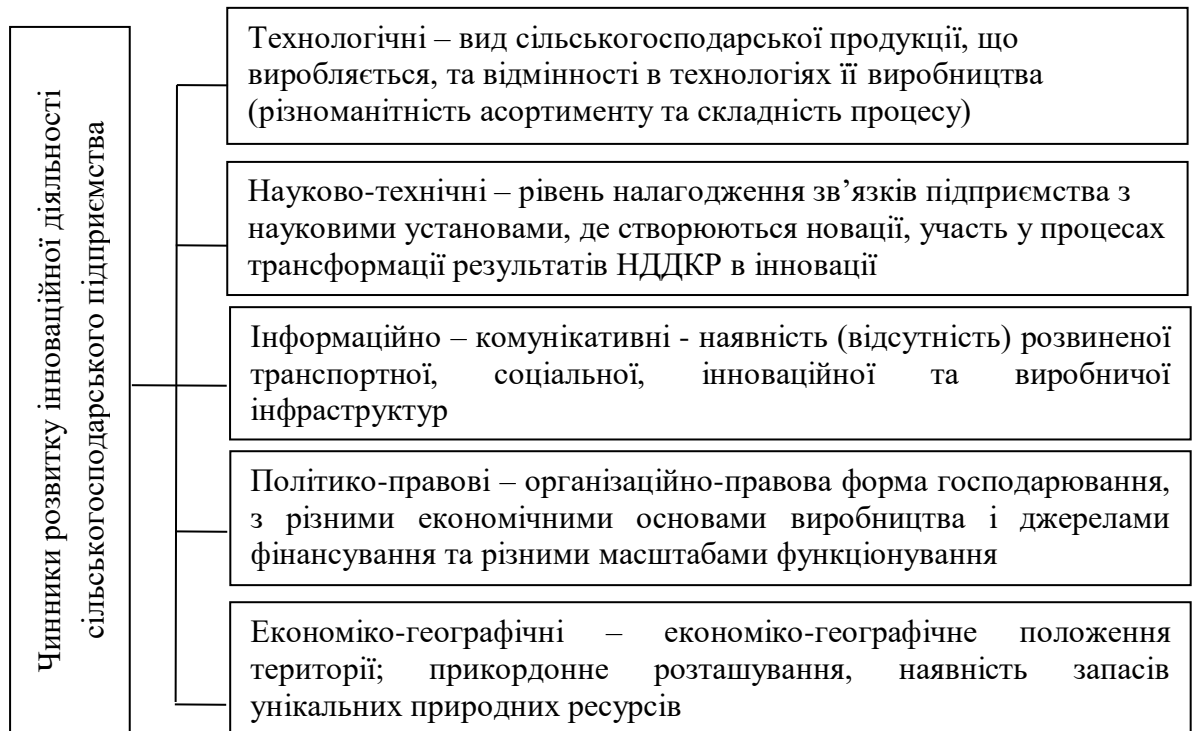 Чинники розвитку інноваційної діяльності
сільськогосподарського підприємства
Технологічні – вид сільськогосподарської продукції, що
виробляється, та відмінності в технологіях її виробництва
(різноманітність асортименту та складність процесу)
Науково-технічні – рівень налагодження зв’язків підприємства з
науковими установами, де створюються новації, участь у процесах
трансформації результатів НДДКР в інновації
Інформаційно – комунікативні - наявність (відсутність) розвиненої
транспортної, соціальної, інноваційної та виробничої
інфраструктур
Політико-правові – організаційно-правова форма господарювання,
з різними економічними основами виробництва і джерелами
фінансування та різними масштабами функціонування
Економіко-географічні – економіко-географічне положення
території; прикордонне розташування, наявність запасів
унікальних природних ресурсів